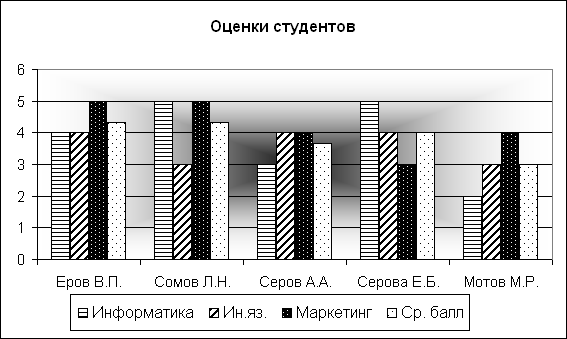 Оценки студентов
6
5
4
3
2
1
0
Еров В.П. Сомов Л.Н. Серов А.А. Серова Е.Б. Мотов М.Р.
Информатика Ин.яз. Маркетинг Ср. балл